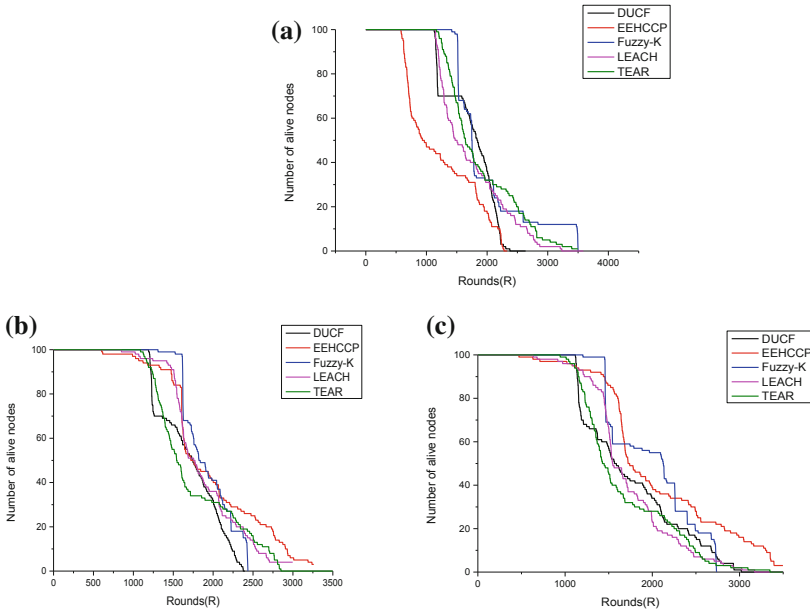 (a)
DUCF
EEHCCP
Fuzzy-K
LEACH
TEAR
100
80
60
40
20
0
Number of alive nodes
0 1000 2000 3000 4000
Rounds(R)
(b)
DUCF
EEHCCP
Fuzzy-K
LEACH
TEAR
100
80
60
40
20
0
Number of alive nodes
0 500 1000 1500 2000 2500 3000 3500
Rounds(R)
(c)
DUCF
EEHCCP
Fuzzy-K
LEACH
TEAR
100
80
60
40
20
0
Number of alive nodes
0 1000 2000 3000
Rounds(R)